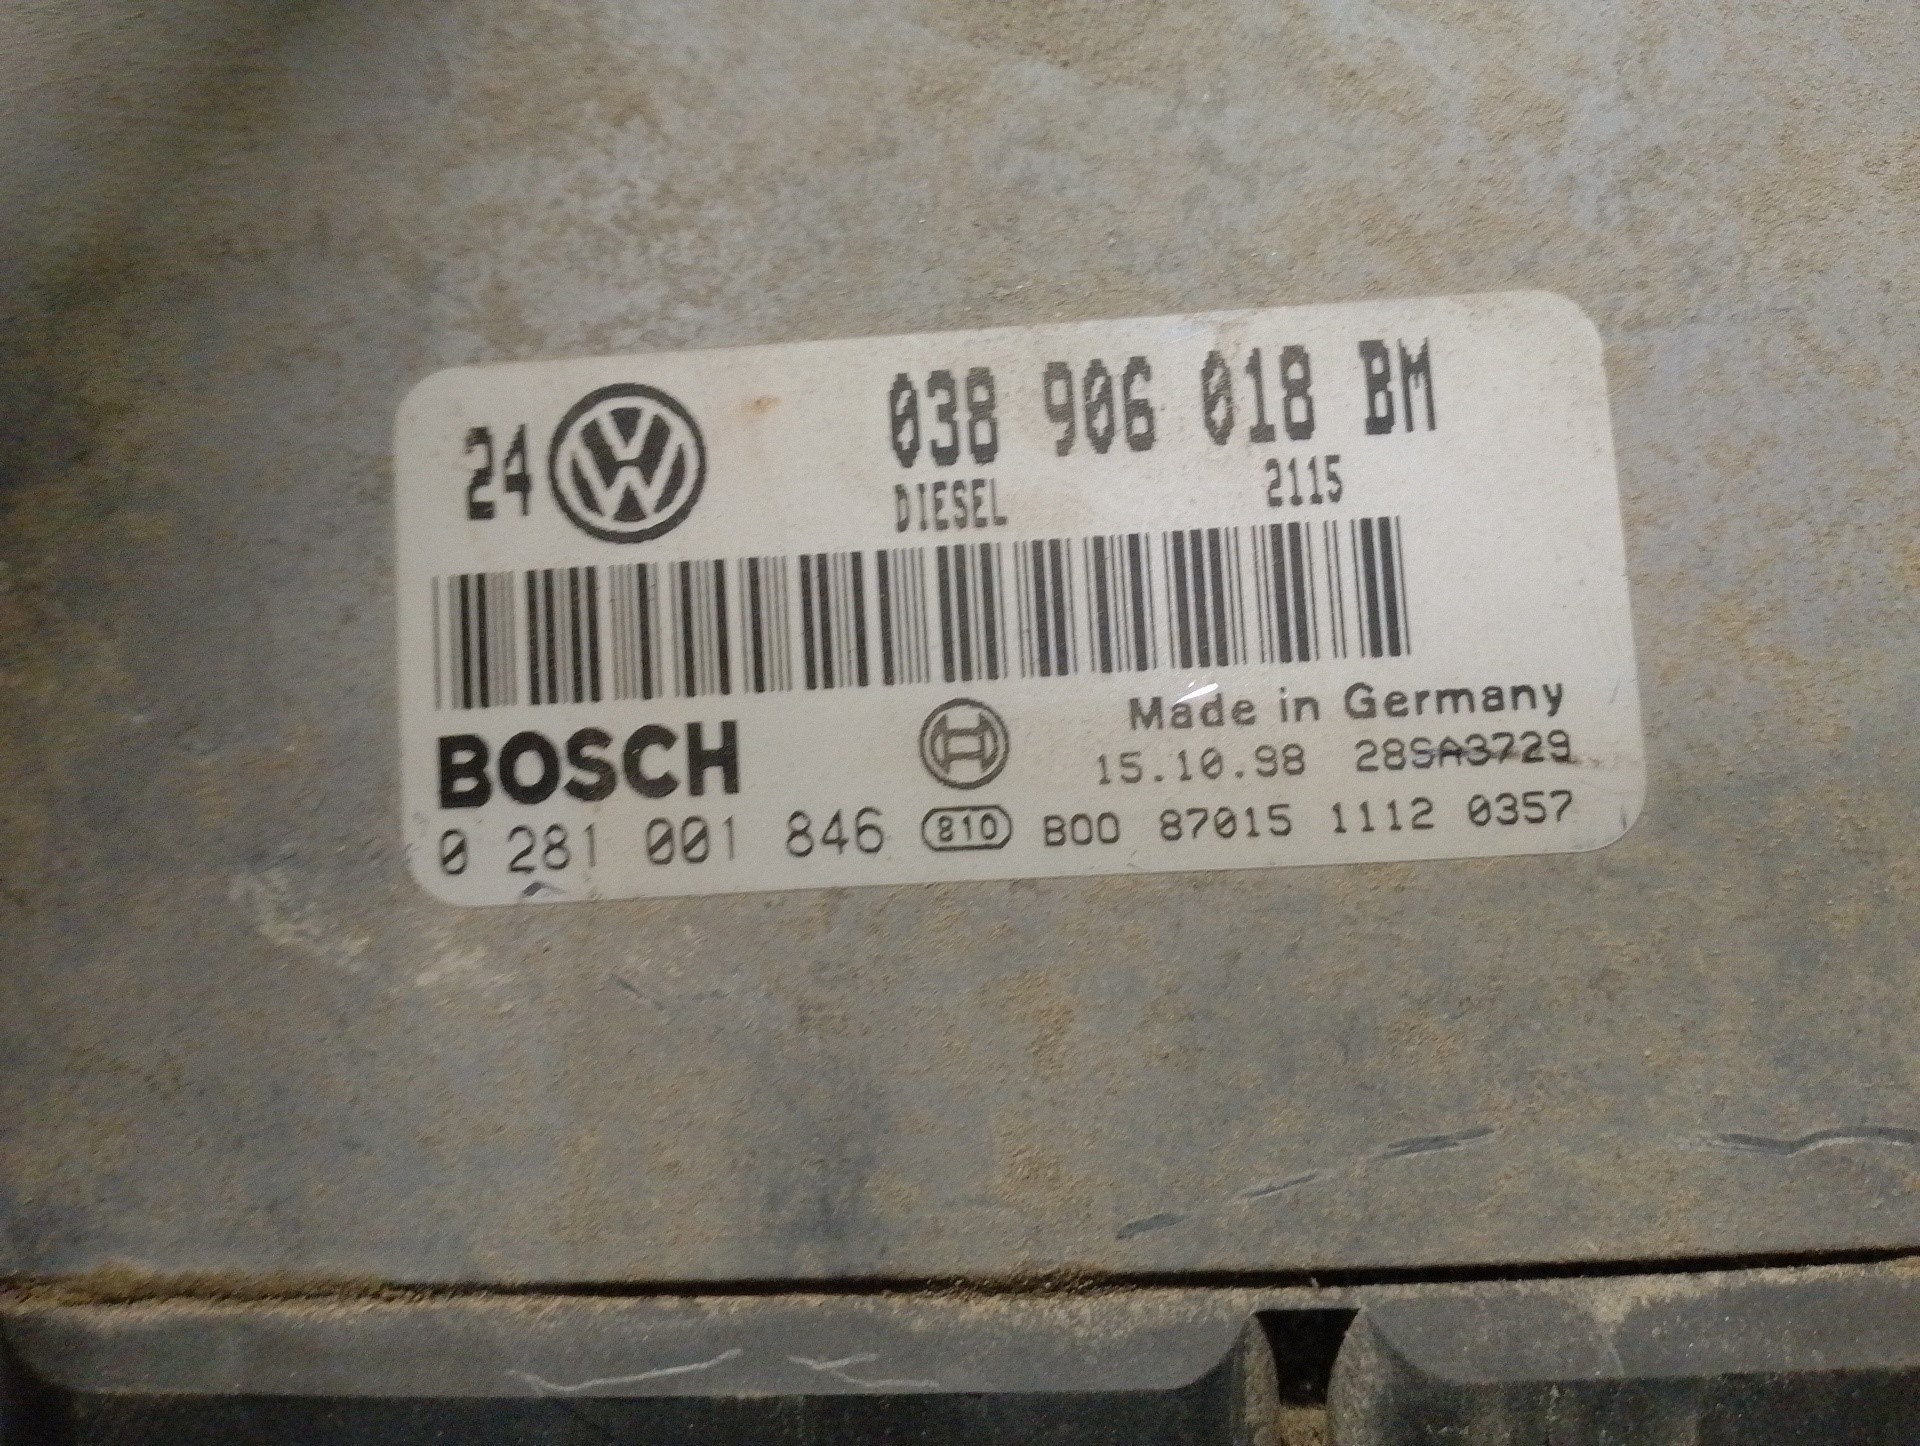 24 038 906 018 BM
DIESEL 2115
Made in Germany
BOSCH 15.10.98 28SA3729
0 281 001 846 810 B00 87015 1112 0357